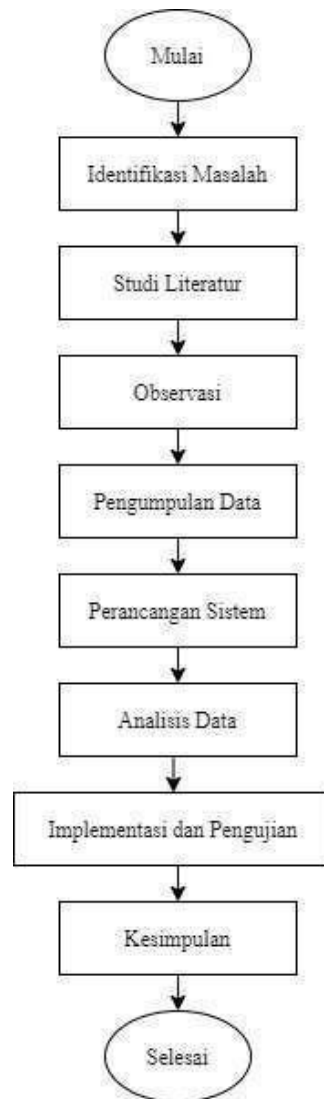 Mulai
Identifikasi Masalah
Studi Literatur
Observasi
Pengumpulan Data
Perancangan Sistem
Analisis Data
Implementasi dan Pengujian
Kesimpulan
Selesai